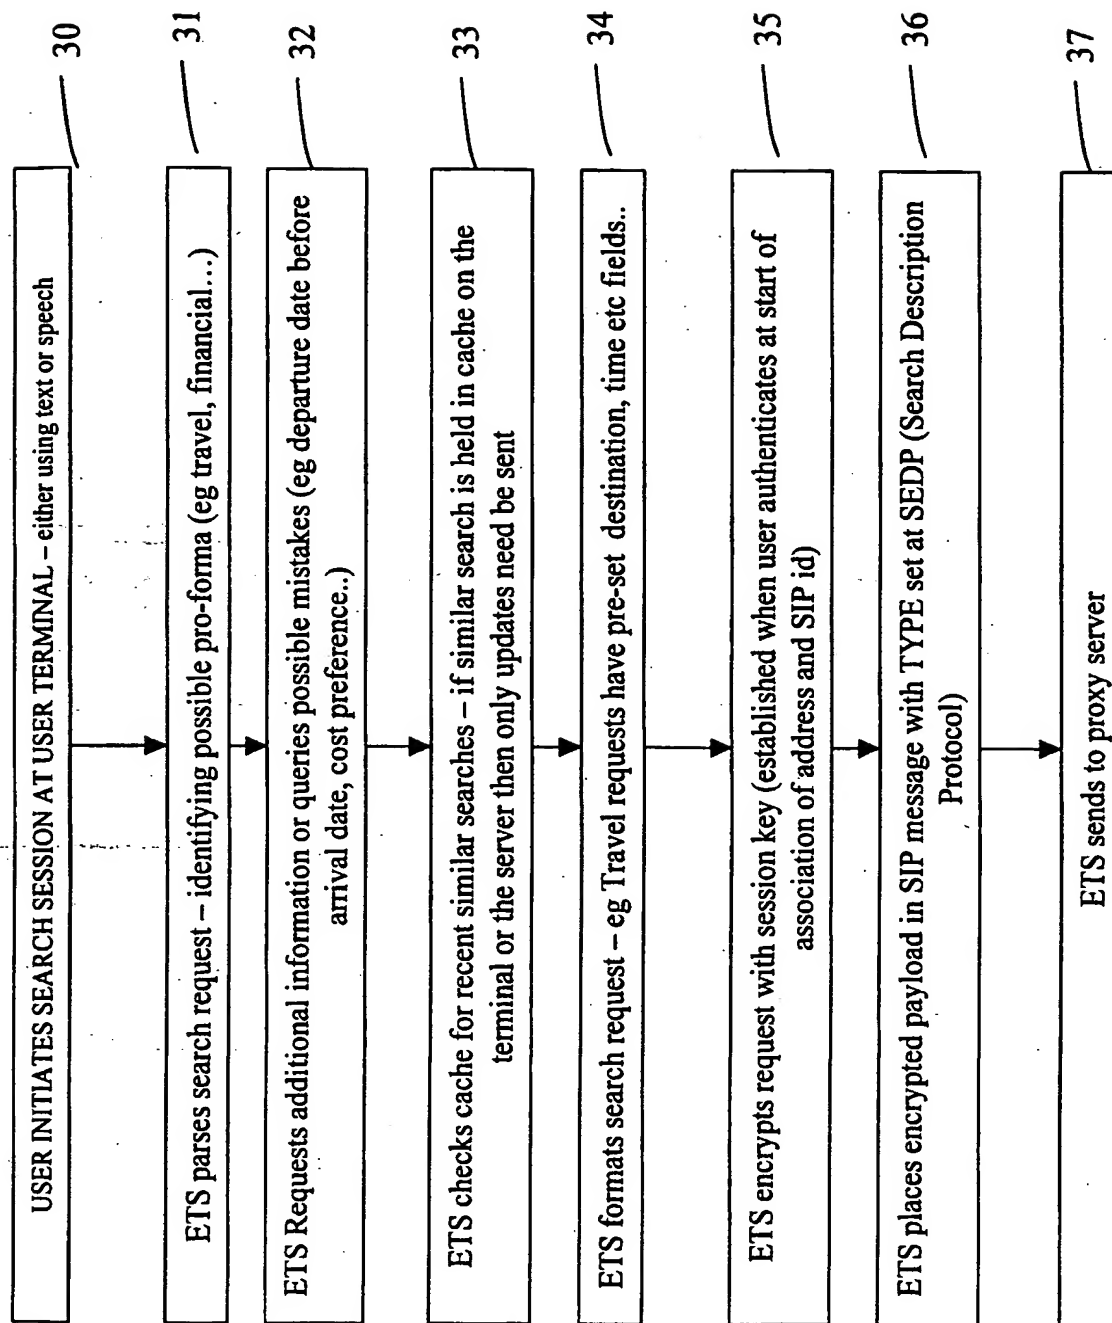 USER INITIATES SEARCH SESSION AT USER TERMINAL – either using text or speech
30
ETS parses search request – identifying possible pro-forma (eg travel, financial…)
31
ETS Requests additional information or queries possible mistakes (eg departure date before
arrival date, cost preference..)
32
ETS checks cache for recent similar searches – if similar search is held in cache on the
terminal or the server then only updates need be sent
33
ETS formats search request – eg Travel requests have pre-set destination, time etc fields..
34
ETS encrypts request with session key (established when user authenticates at start of
association of address and SIP id)
35
ETS places encrypted payload in SIP message with TYPE set at SEDP (Search Description
Protocol)
36
ETS sends to proxy server
37